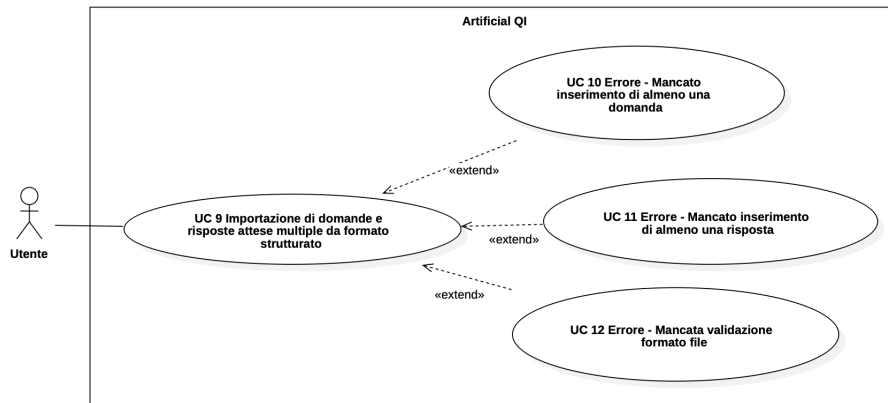 Artificial QI
UC 10 Errore - Mancato
inserimento di almeno una
domanda
«extend»
UC 9 Importazione di domande e
risposte attese multiple da formato
strutturato
UC 11 Errore - Mancato inserimento
di almeno una risposta
«extend»
Utente
«extend»
UC 12 Errore - Mancata validazione
formato file